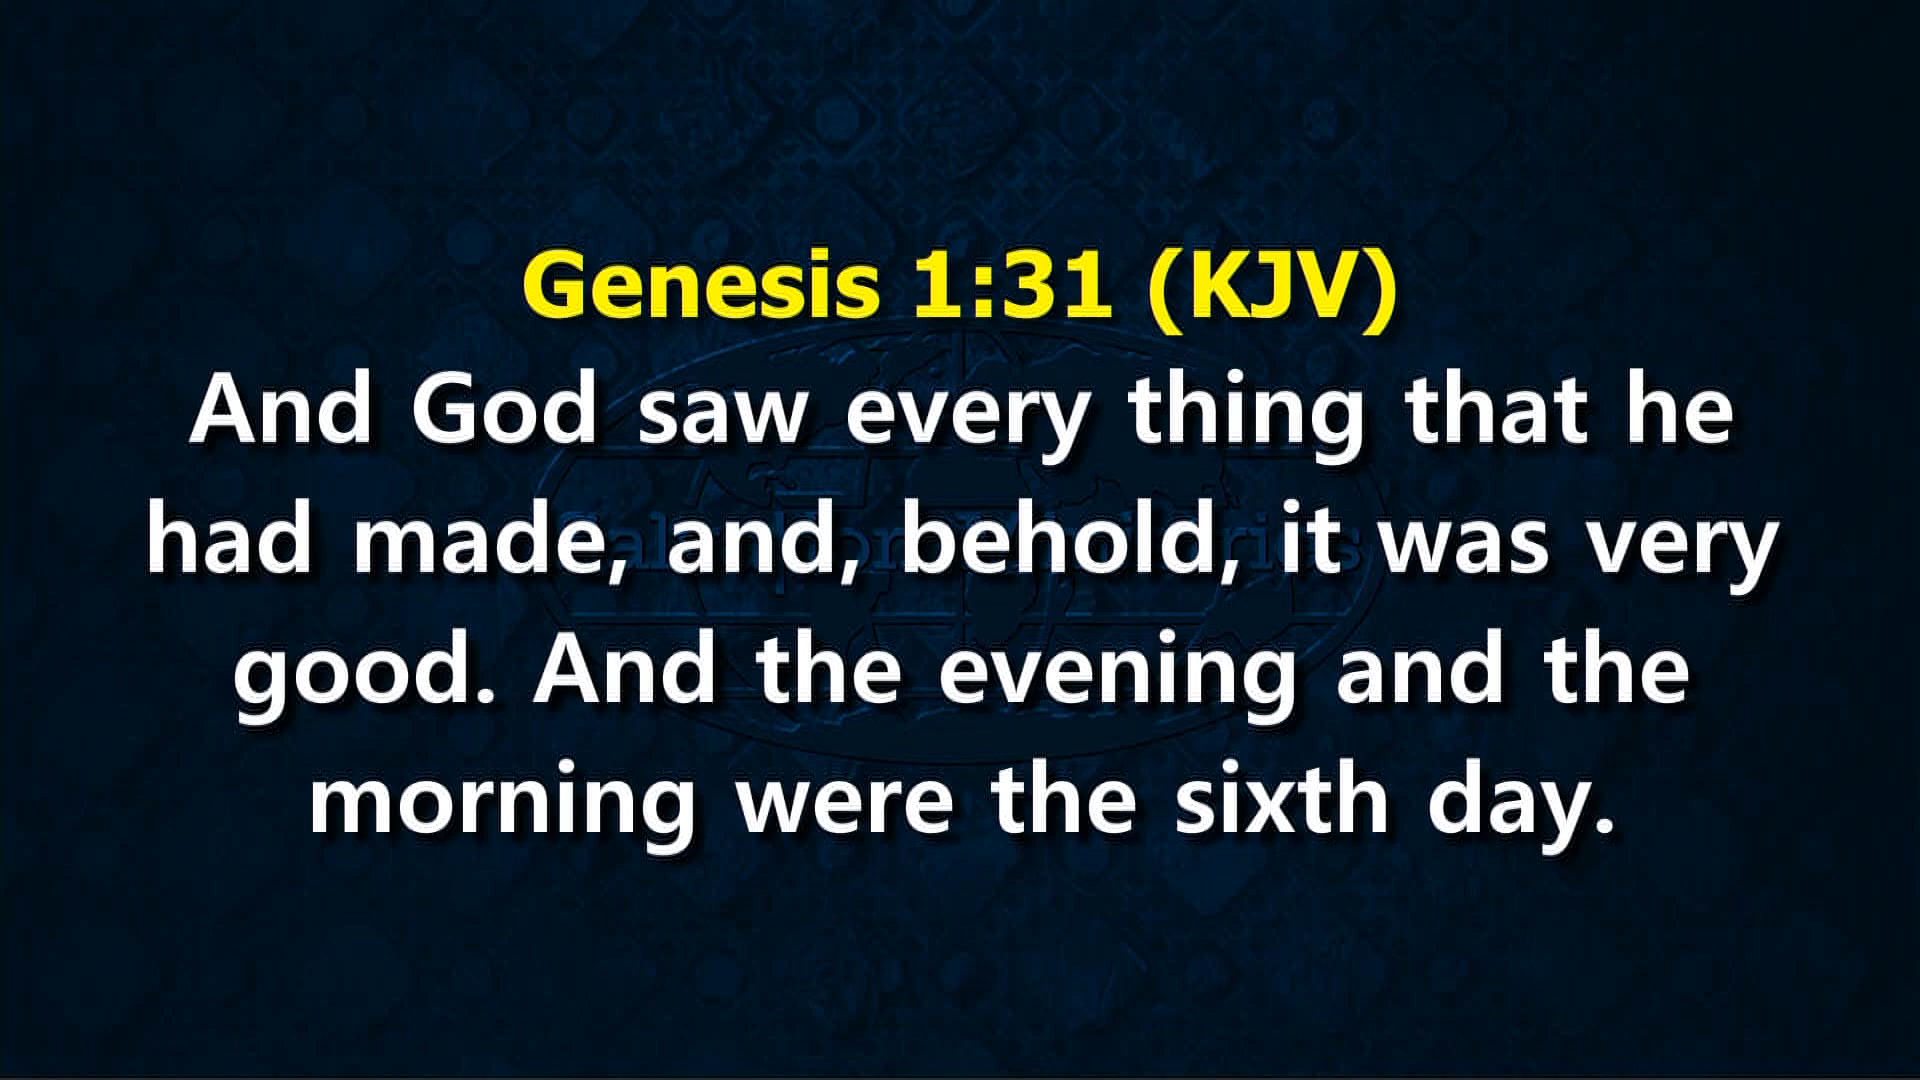 Genesis 1:31 (KJV)
And God saw every thing that he
had made, and, behold, it was very
good. And the evening and the
morning were the sixth day.